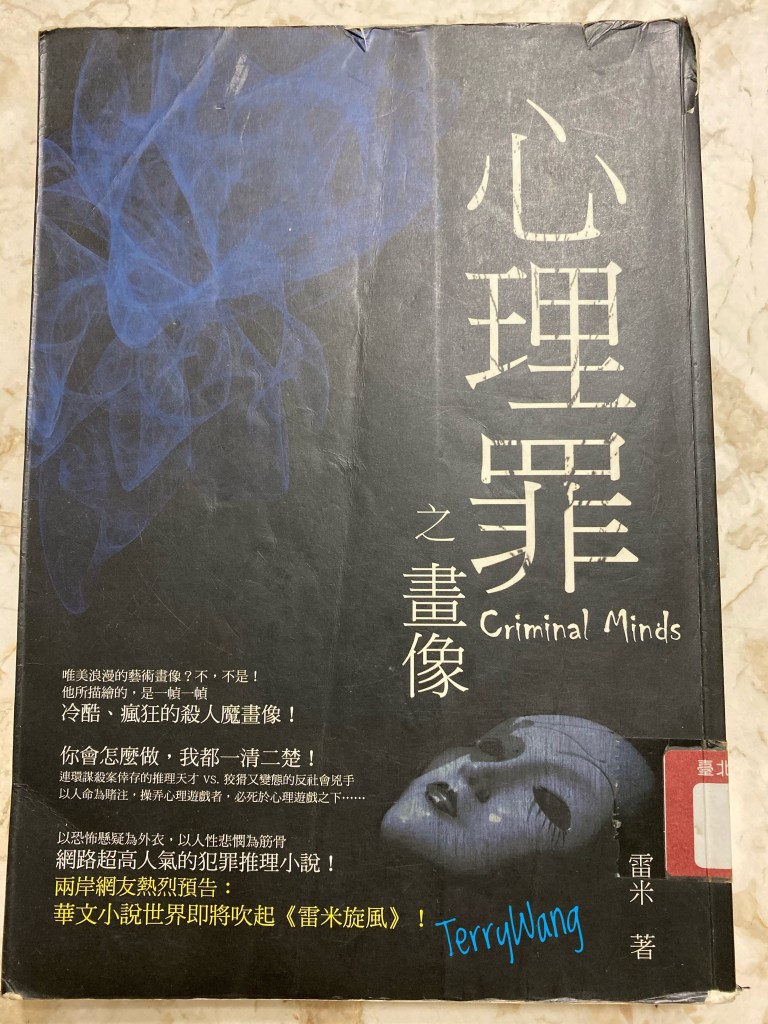 心理罪
之
畫像
Criminal Minds
唯美浪漫的藝術畫像？不，不是！
他所描繪的，是一幀一幀
冷酷、瘋狂的殺人魔畫像！
你會怎麼做，我都一清二楚！
連環謀殺案倖存的推理天才 VS. 狡猾又變態的反社會兇手
以人命為賭注，操弄心理遊戲者，必死於心理遊戲之下……
以恐怖懸疑為外衣，以人性悲憫為筋骨
網路超高人氣的犯罪推理小說！
兩岸網友熱烈預告：
華文小說世界即將吹起《雷米旋風》！
臺北
雷米 著
TerryWang